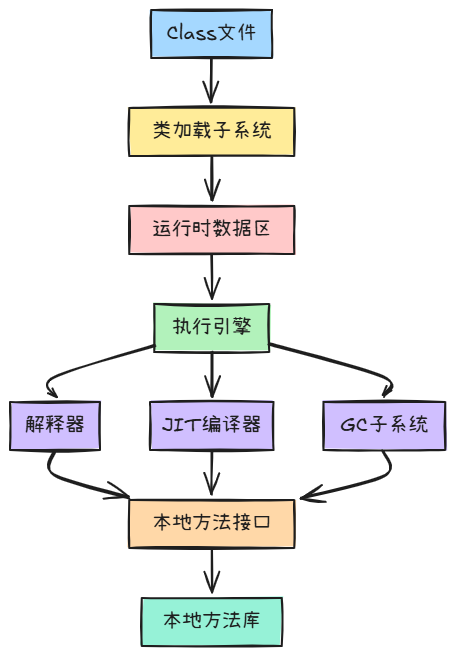 Class文件
类加载子系统
运行时数据区
执行引擎
解释器
JIT编译器
GC子系统
本地方法接口
本地方法库